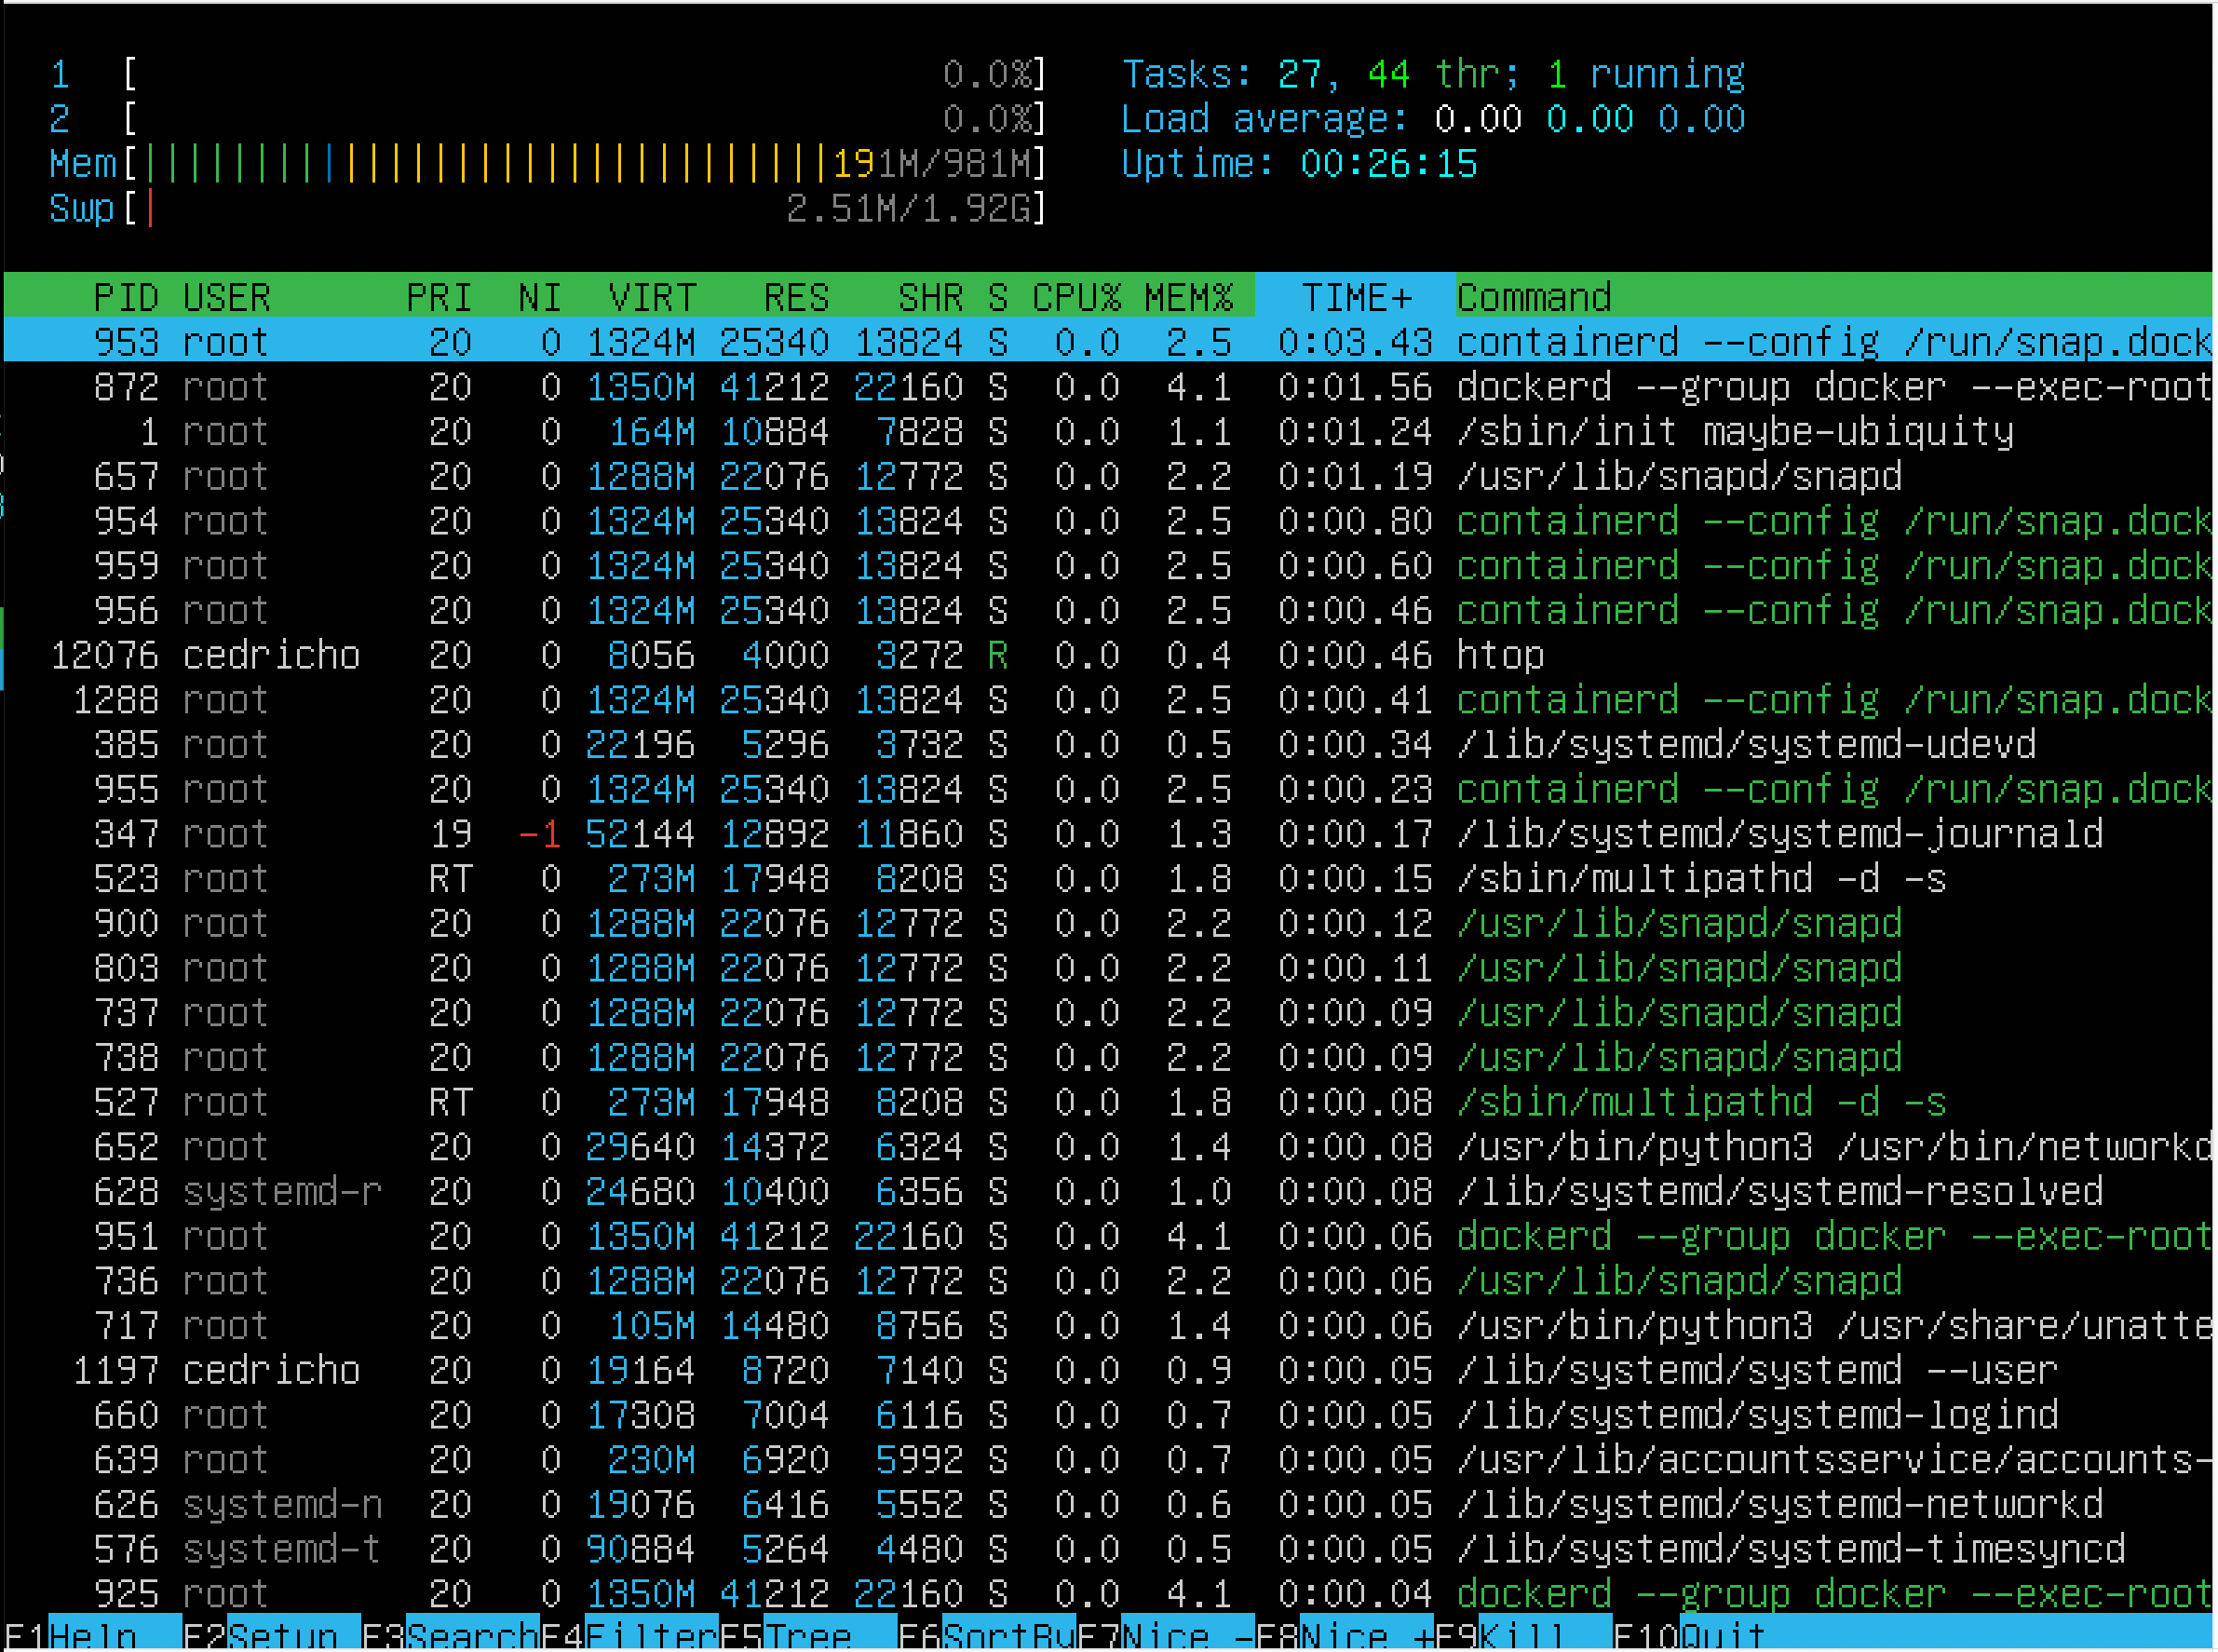 1 [ 0.0%] Tasks: 27, 44 thr; 1 running
2 [ 0.0%] Load average: 0.00 0.00 0.00
Mem[||||||||||||||||||||||||||||||| 191M/981M] Uptime: 00:26:15
Swp[| 2.51M/1.92G]
PID USER PRI NI VIRT RES SHR S CPU% MEM% TIME+ Command
953 root 20 0 1324M 25340 13824 S 0.0 2.5 0:03.43 containerd --config /run/snap.dock
872 root 20 0 1350M 41212 22160 S 0.0 4.1 0:01.56 dockerd --group docker --exec-root
1 root 20 0 164M 10884 7828 S 0.0 1.1 0:01.24 /sbin/init maybe-ubiquity
657 root 20 0 1288M 22076 12772 S 0.0 2.2 0:01.19 /usr/lib/snapd/snapd
954 root 20 0 1324M 25340 13824 S 0.0 2.5 0:00.80 containerd --config /run/snap.dock
959 root 20 0 1324M 25340 13824 S 0.0 2.5 0:00.60 containerd --config /run/snap.dock
956 root 20 0 1324M 25340 13824 S 0.0 2.5 0:00.46 containerd --config /run/snap.dock
12076 cedricho 20 0 8056 4000 3272 R 0.0 0.4 0:00.46 htop
1288 root 20 0 1324M 25340 13824 S 0.0 2.5 0:00.41 containerd --config /run/snap.dock
385 root 20 0 22196 5296 3732 S 0.0 0.5 0:00.34 /lib/systemd/systemd-udevd
955 root 20 0 1324M 25340 13824 S 0.0 2.5 0:00.23 containerd --config /run/snap.dock
347 root 19 -1 52144 12892 11860 S 0.0 1.3 0:00.17 /lib/systemd/systemd-journald
523 root RT 0 273M 17948 8208 S 0.0 1.8 0:00.15 /sbin/multipathd -d -s
900 root 20 0 1288M 22076 12772 S 0.0 2.2 0:00.12 /usr/lib/snapd/snapd
803 root 20 0 1288M 22076 12772 S 0.0 2.2 0:00.11 /usr/lib/snapd/snapd
737 root 20 0 1288M 22076 12772 S 0.0 2.2 0:00.09 /usr/lib/snapd/snapd
738 root 20 0 1288M 22076 12772 S 0.0 2.2 0:00.09 /usr/lib/snapd/snapd
527 root RT 0 273M 17948 8208 S 0.0 1.8 0:00.08 /sbin/multipathd -d -s
652 root 20 0 29640 14372 6324 S 0.0 1.4 0:00.08 /usr/bin/python3 /usr/bin/networkd
628 systemd-r 20 0 24680 10400 6356 S 0.0 1.0 0:00.08 /lib/systemd/systemd-resolved
951 root 20 0 1350M 41212 22160 S 0.0 4.1 0:00.06 dockerd --group docker --exec-root
736 root 20 0 1288M 22076 12772 S 0.0 2.2 0:00.06 /usr/lib/snapd/snapd
717 root 20 0 105M 14480 8756 S 0.0 1.4 0:00.06 /usr/bin/python3 /usr/share/unatte
1197 cedricho 20 0 19164 8720 7140 S 0.0 0.9 0:00.05 /lib/systemd/systemd --user
660 root 20 0 17308 7004 6116 S 0.0 0.7 0:00.05 /lib/systemd/systemd-logind
639 root 20 0 230M 6920 5992 S 0.0 0.7 0:00.05 /usr/lib/accountsservice/accounts-
626 systemd-n 20 0 19076 6416 5552 S 0.0 0.6 0:00.05 /lib/systemd/systemd-networkd
576 systemd-t 20 0 90884 5264 4480 S 0.0 0.5 0:00.05 /lib/systemd/systemd-timesyncd
925 root 20 0 1350M 41212 22160 S 0.0 4.1 0:00.04 dockerd --group docker --exec-root
F1Help F2Setup F3SearchF4FilterF5Tree F6SortByF7Nice -F8Nice +F9Kill F10Quit